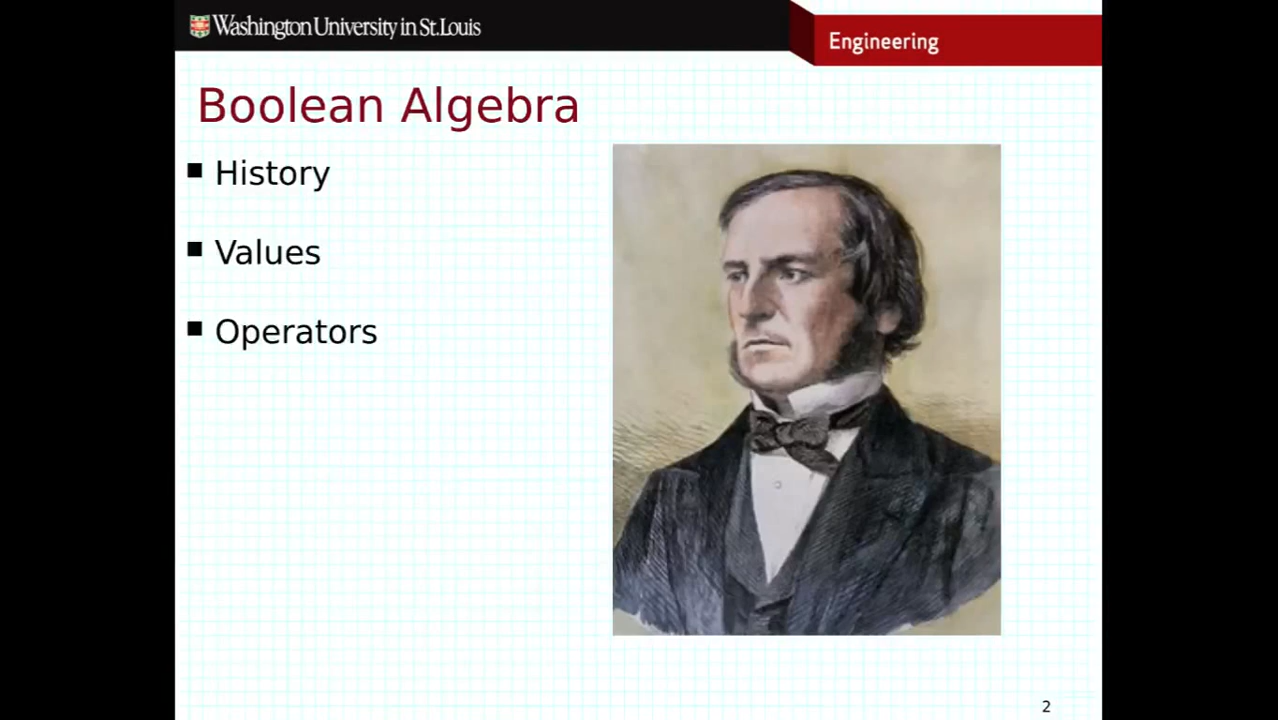 Washington University in St.Louis
Engineering
Boolean Algebra
History
Values
Operators
2